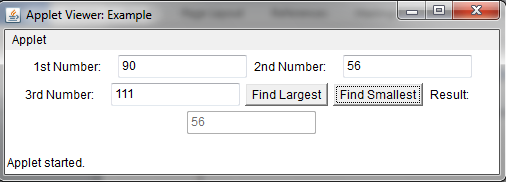 Applet Viewer: Example
Applet
1st Number: 90 2nd Number: 56
3rd Number: 111 Find Largest Find Smallest Result:
56
Applet started.